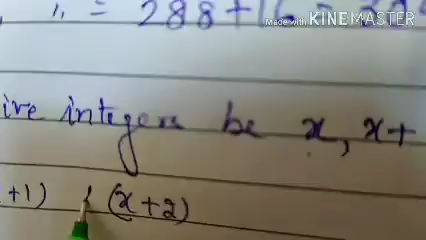 " = 288 + 16 =
Made with KINEMASTER
ive integers be x, x+
+1) , (x+2)